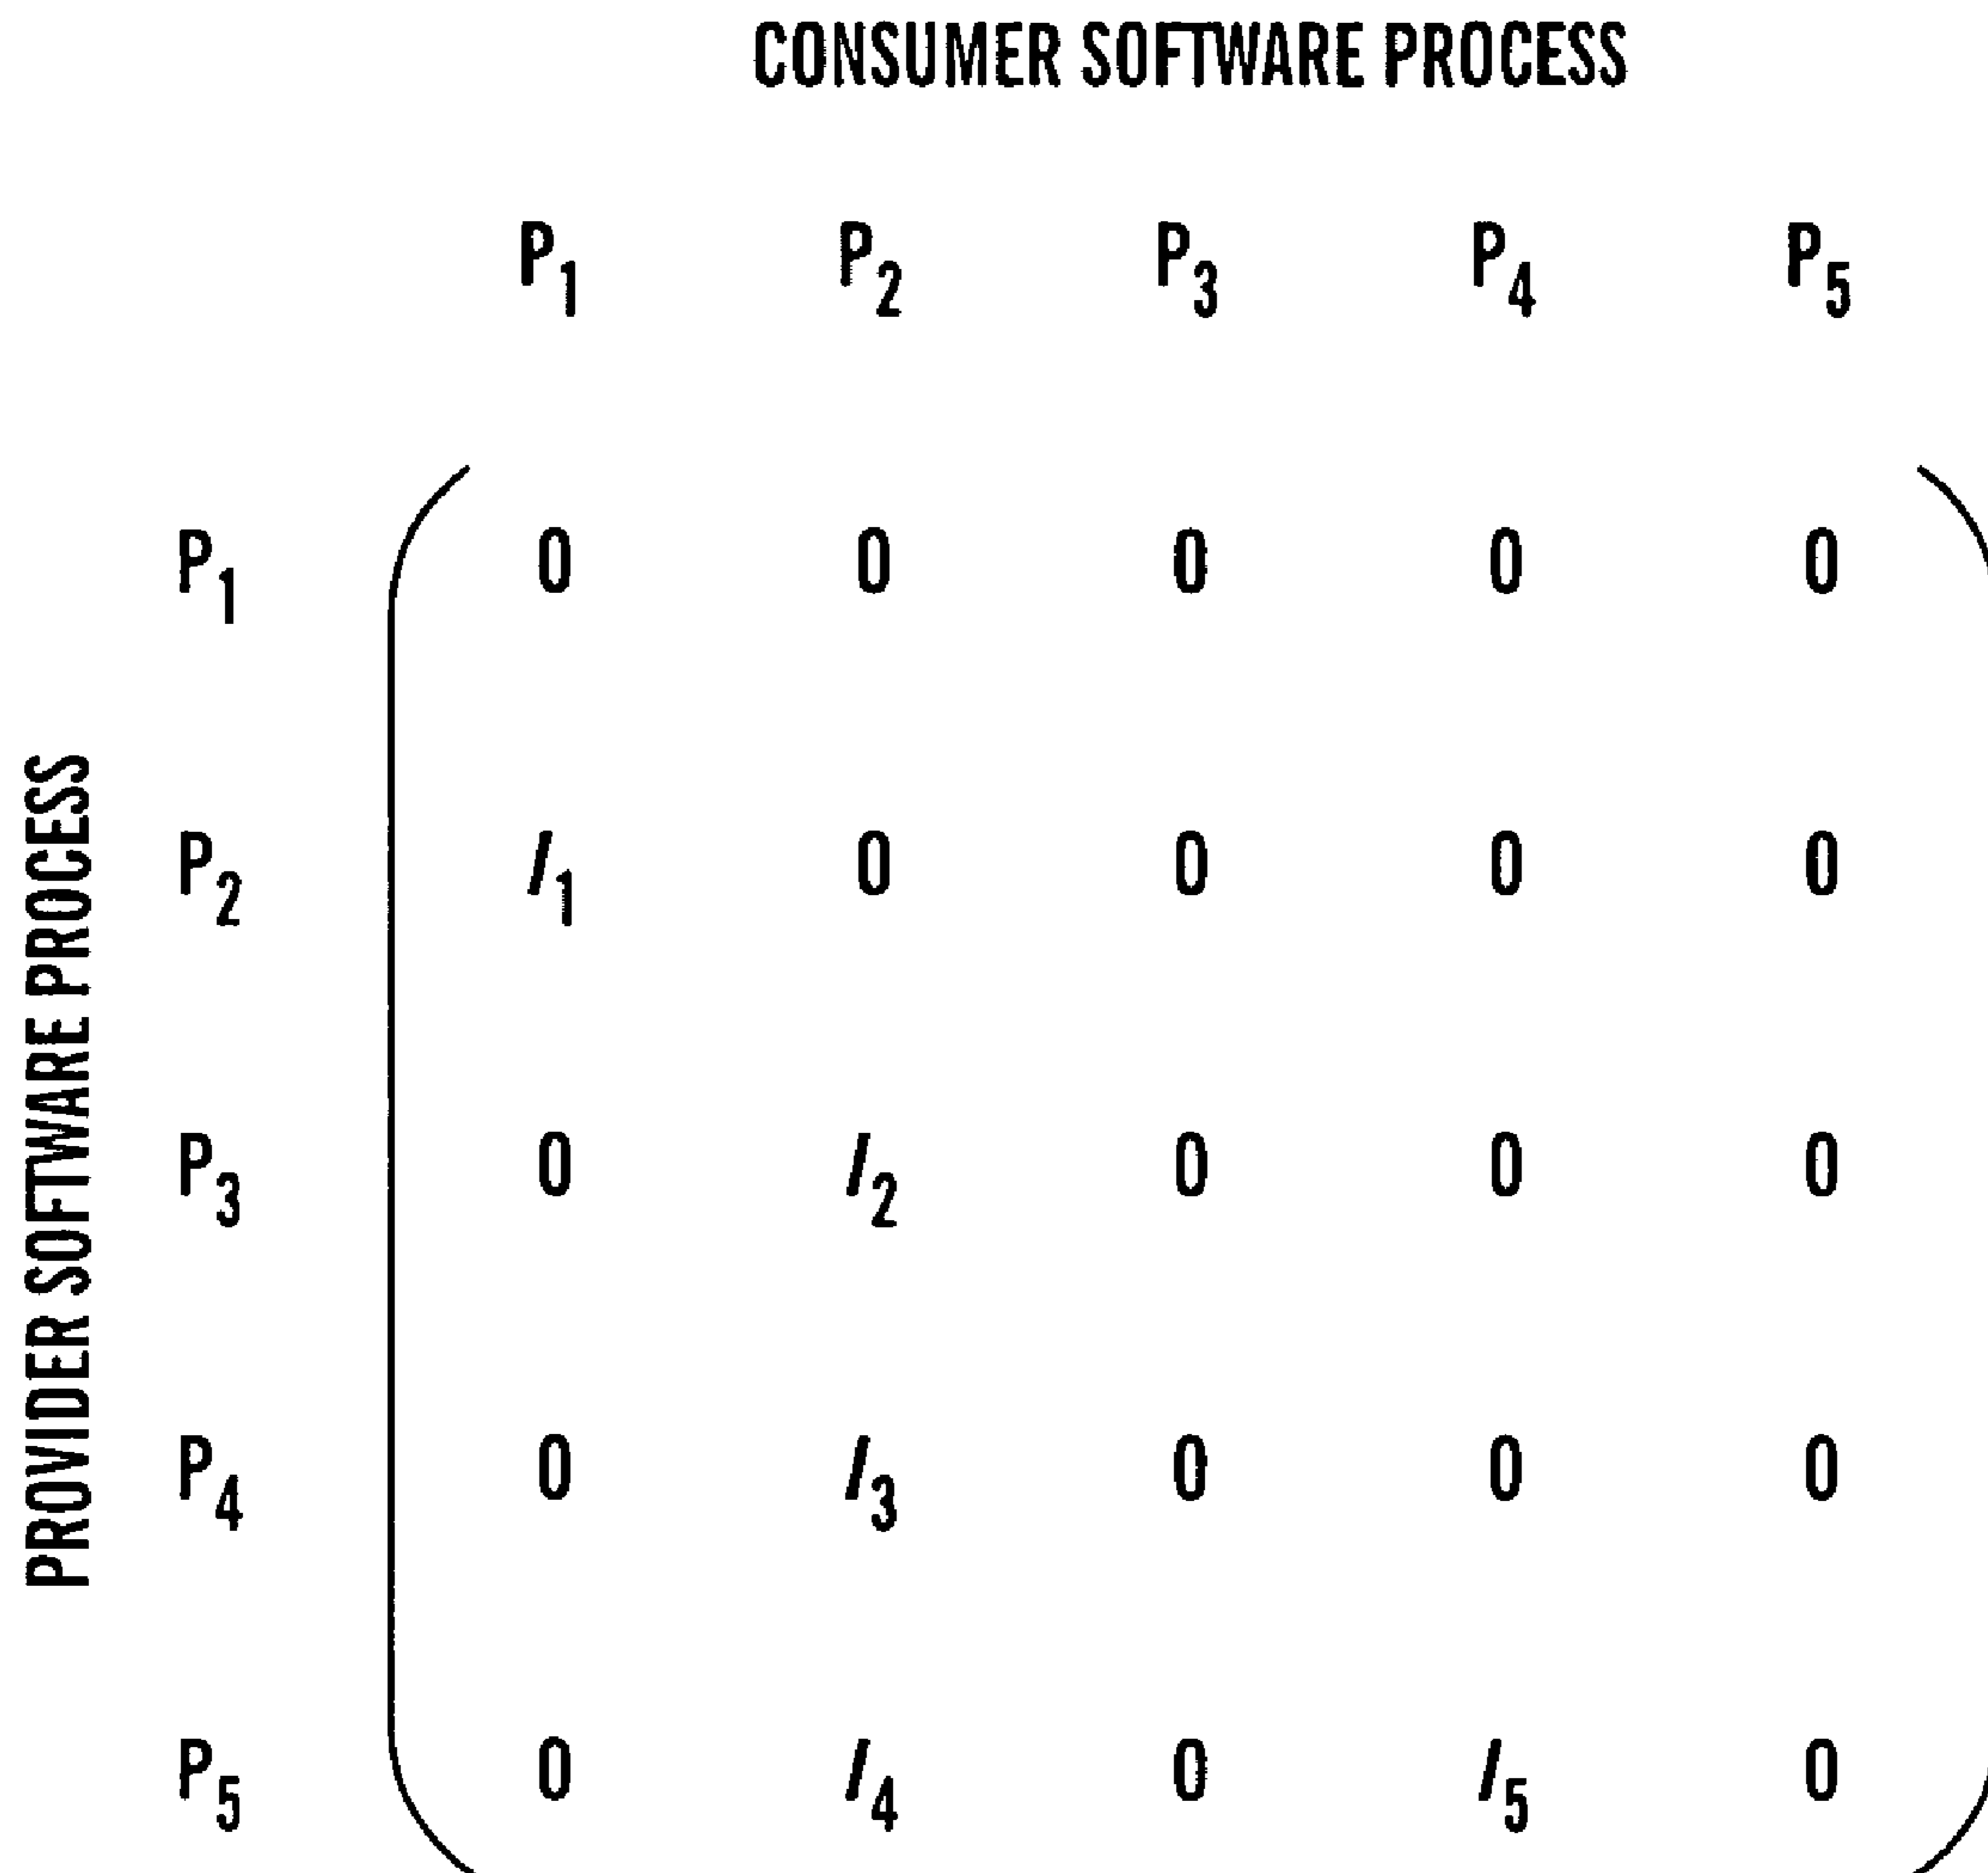 CONSUMER SOFTWARE PROCESS
P1 P2 P3 P4 P5
PROVIDER SOFTWARE PROCESS
P1 0 0 0 0 0
P2 I1 0 0 0 0
P3 0 I2 0 0 0
P4 0 I3 0 0 0
P5 0 I4 0 I5 0